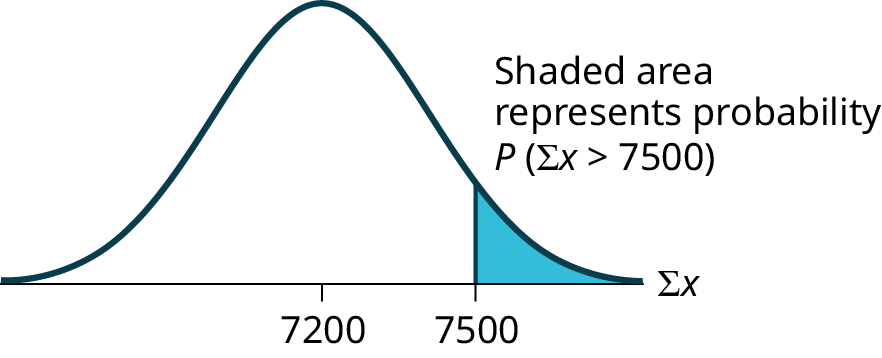 Shaded area
represents probability
P (Σx > 7500)
Σx
7200
7500